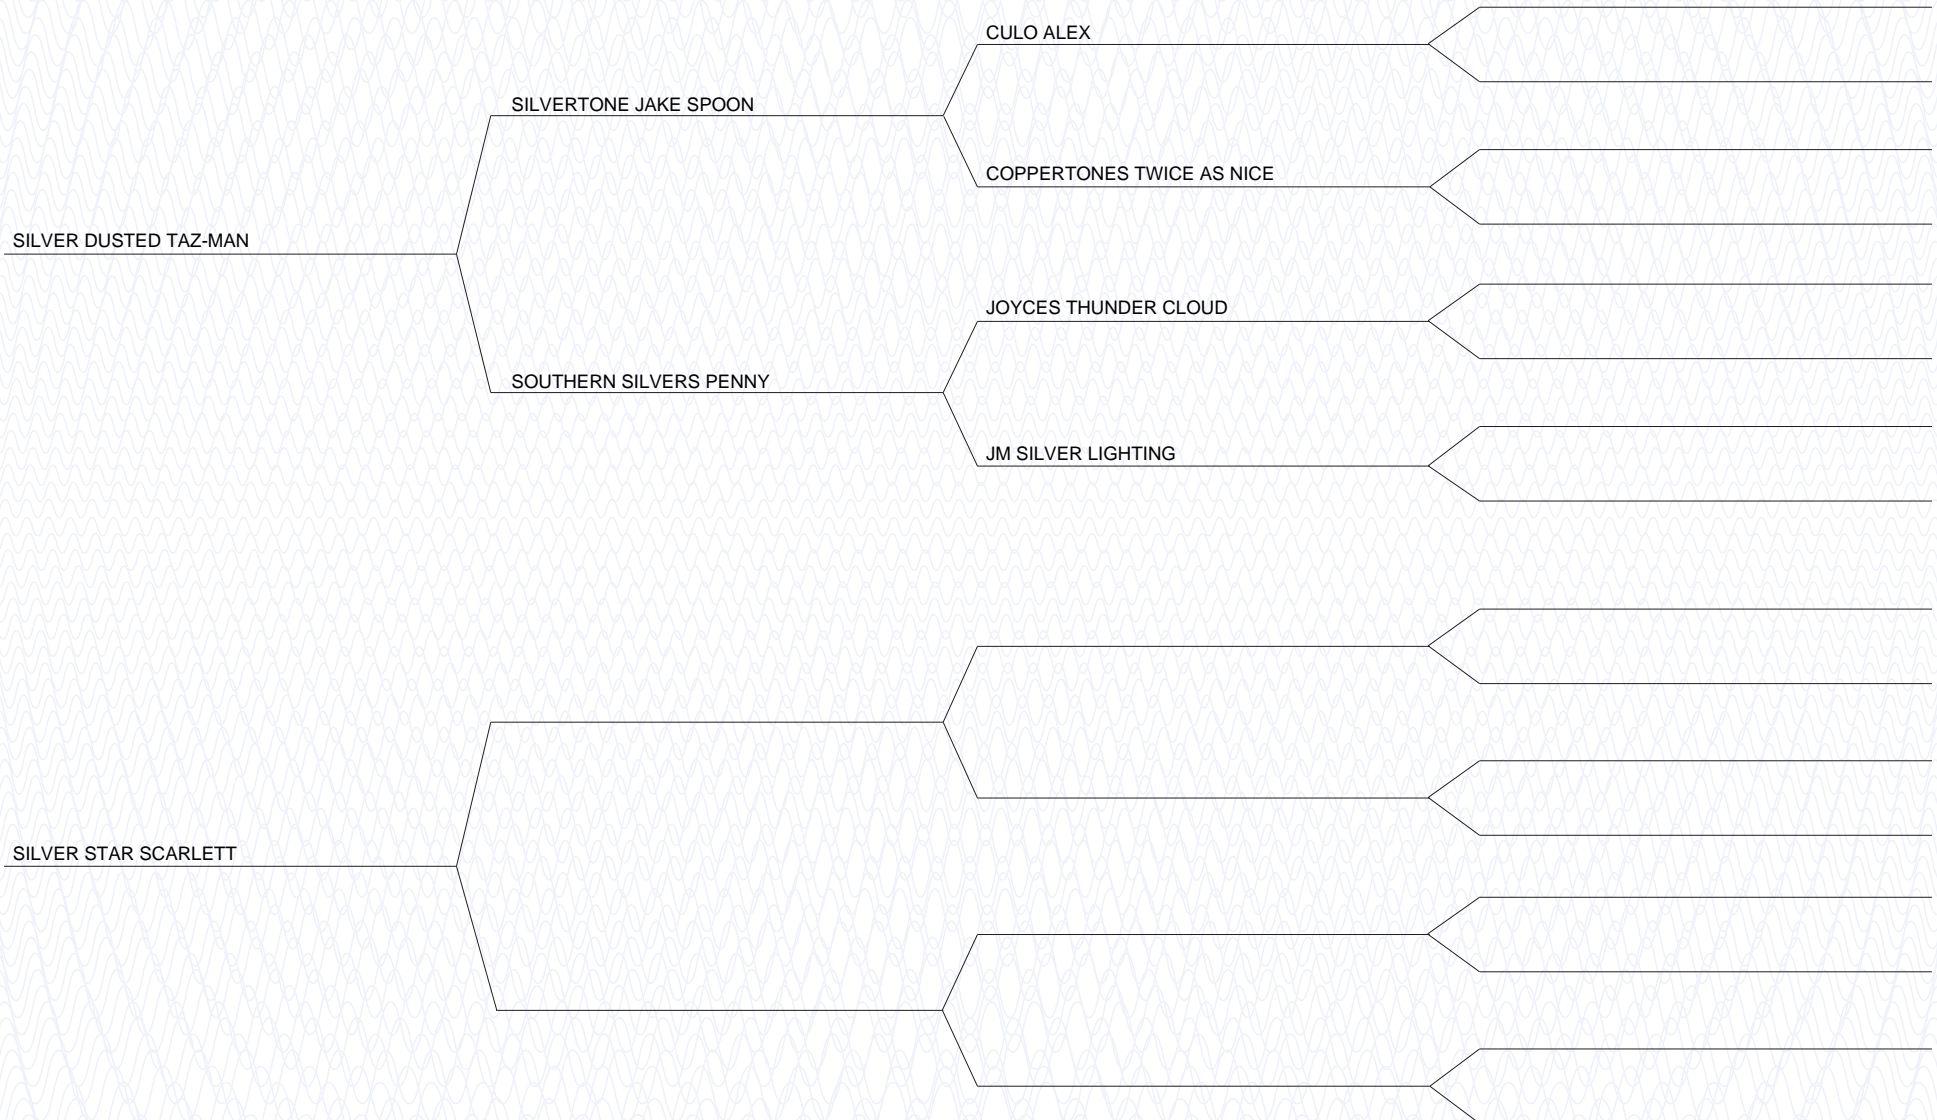 CULO ALEX
SILVERTONE JAKE SPOON
COPPERTONES TWICE AS NICE
SILVER DUSTED TAZ-MAN
JOYCES THUNDER CLOUD
SOUTHERN SILVERS PENNY
JM SILVER LIGHTING
SILVER STAR SCARLETT